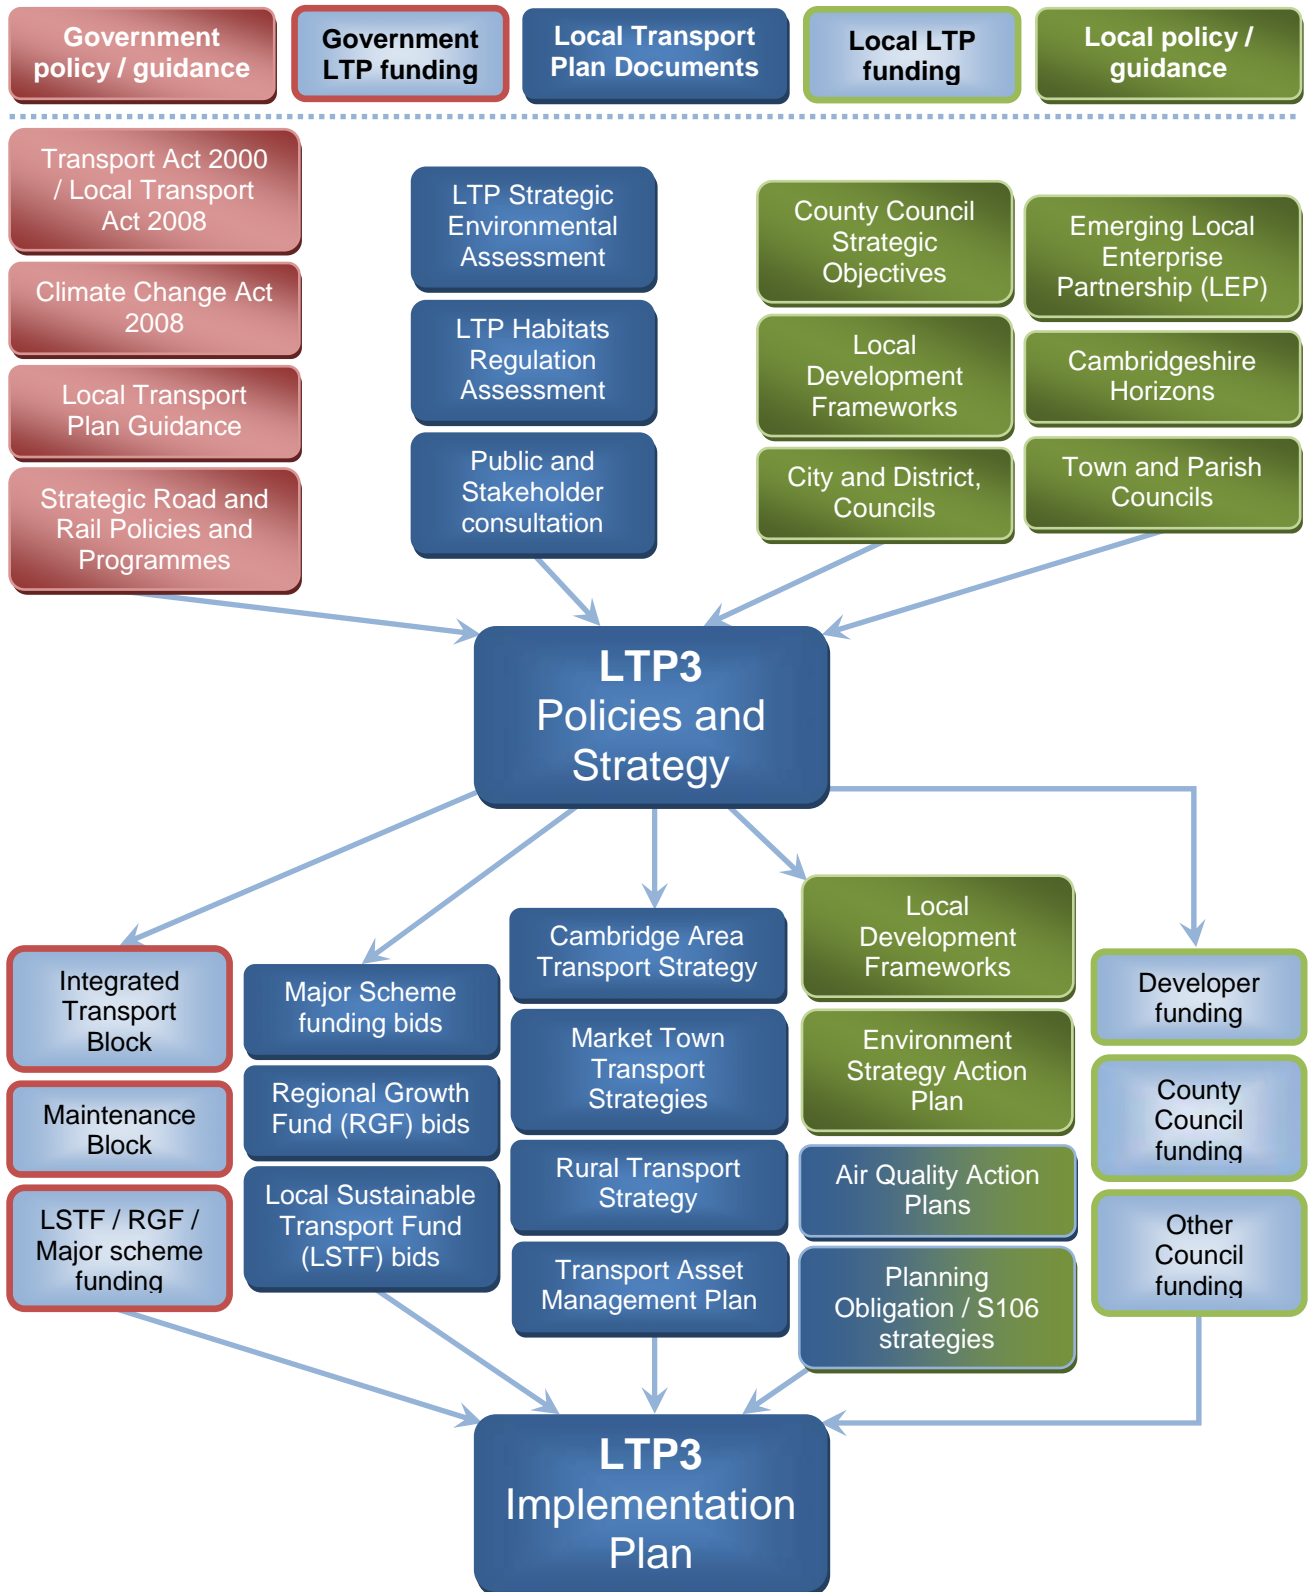 Government
policy / guidance
Government
LTP funding
Local Transport
Plan Documents
Local LTP
funding
Local policy /
guidance
Transport Act 2000
/ Local Transport
Act 2008
Climate Change Act
2008
Local Transport
Plan Guidance
Strategic Road and
Rail Policies and
Programmes
LTP Strategic
Environmental
Assessment
LTP Habitats
Regulation
Assessment
Public and
Stakeholder
consultation
County Council
Strategic
Objectives
Local
Development
Frameworks
City and District,
Councils
Emerging Local
Enterprise
Partnership (LEP)
Cambridgeshire
Horizons
Town and Parish
Councils
LTP3
Policies and
Strategy
Integrated
Transport
Block
Maintenance
Block
LSTF / RGF /
Major scheme
funding
Major Scheme
funding bids
Regional Growth
Fund (RGF) bids
Local Sustainable
Transport Fund
(LSTF) bids
Cambridge Area
Transport Strategy
Market Town
Transport
Strategies
Rural Transport
Strategy
Transport Asset
Management Plan
Local
Development
Frameworks
Environment
Strategy Action
Plan
Air Quality Action
Plans
Planning
Obligation / S106
strategies
Developer
funding
County
Council
funding
Other
Council
funding
LTP3
Implementation
Plan